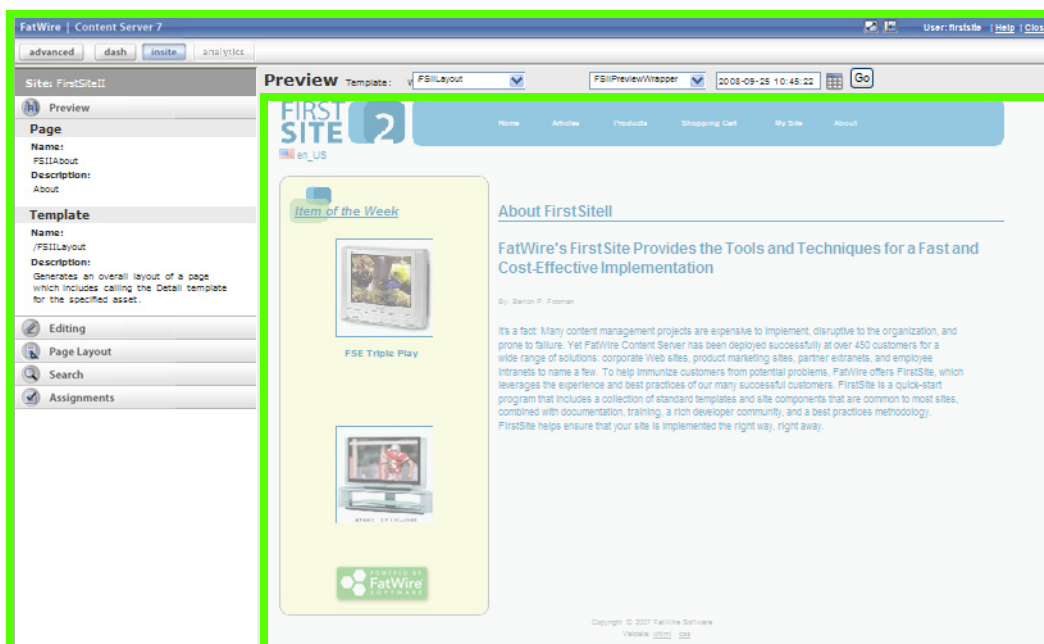 FatWire | Content Server 7
User: firstsite | Help | Clos
advanced dash insite analytics
Site: FirstSiteII
Preview Template: FSIILayout FSIIPreviewWrapper 2008-09-25 10:45:22 Go
Preview
Page
Name:
FSIIAbout
Description:
About
Template
Name:
/FSIILayout
Description:
Generates an overall layout of a page
which includes calling the Detail template
for the specified asset.
Editing
Page Layout
Search
Assignments
FIRST
SITE 2
Home Articles Products Shopping Cart My Site About
en_US
Item of the Week
FSE Triple Play
POWERED BY
FatWire
SOFTWARE
About FirstSiteII
FatWire's FirstSite Provides the Tools and Techniques for a Fast and
Cost-Effective Implementation
It's a fact: Many content management projects are expensive to implement, disruptive to the organization, and
prone to failure. Yet FatWire Content Server has been deployed successfully at over 450 customers for a
wide range of solutions: corporate Web sites, product marketing sites, partner extranets, and employee
intranets to name a few. To help immunize customers from potential problems, FatWire offers FirstSite, which
leverages the experience and best practices of our many successful customers. FirstSite is a quick-start
program that includes a collection of standard templates and site components that are common to most sites,
combined with documentation, training, a rich developer community, and a best practices methodology.
FirstSite helps ensure that your site is implemented the right way, right away.
Copyright © 2007 FatWire Software
Validate: xhtml css